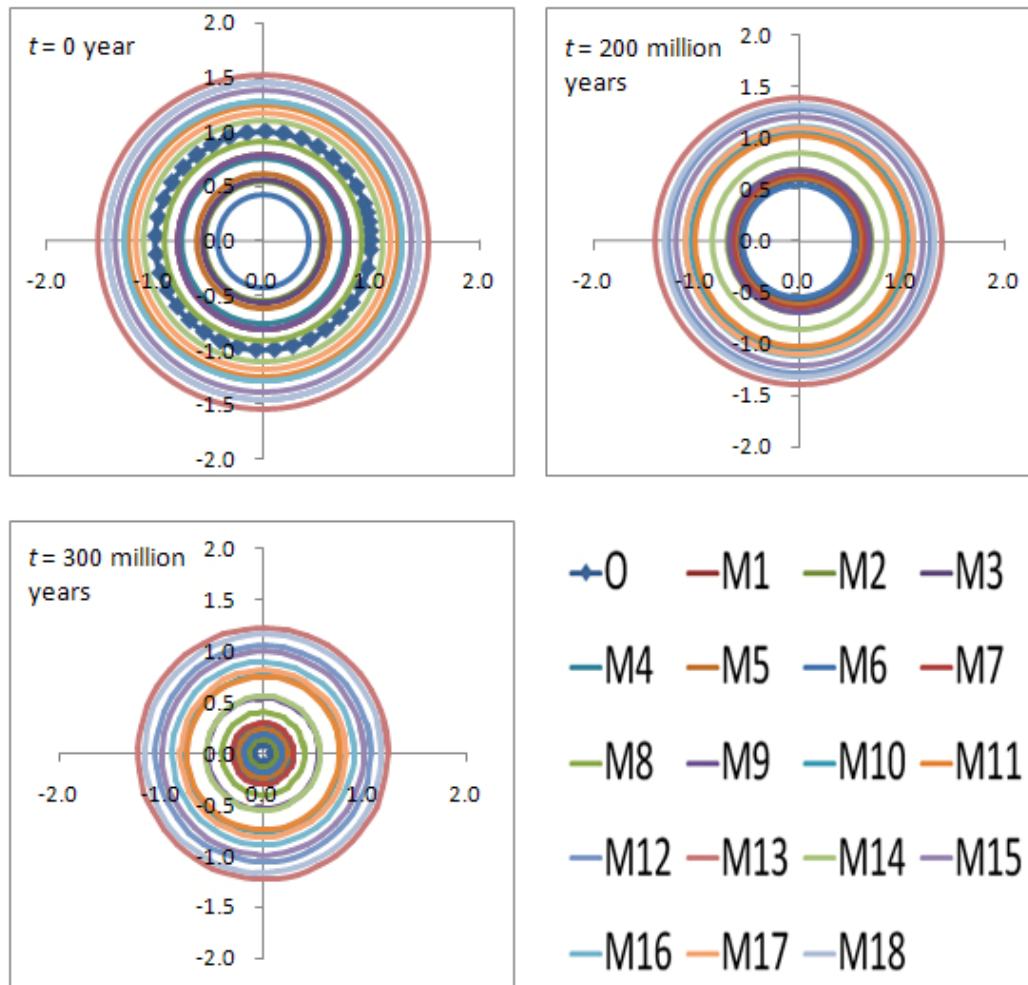 t = 0 year
2.0
1.5
1.0
0.5
0.0
-0.5
-1.0
-1.5
-2.0
-2.0 -1.0 0.0 1.0 2.0
t = 200 million
years
2.0
1.5
1.0
0.5
0.0
-0.5
-1.0
-1.5
-2.0
-2.0 -1.0 0.0 1.0 2.0
t = 300 million
years
2.0
1.5
1.0
0.5
0.0
-0.5
-1.0
-1.5
-2.0
-2.0 -1.0 0.0 1.0 2.0
O M1 M2 M3
M4 M5 M6 M7
M8 M9 M10 M11
M12 M13 M14 M15
M16 M17 M18